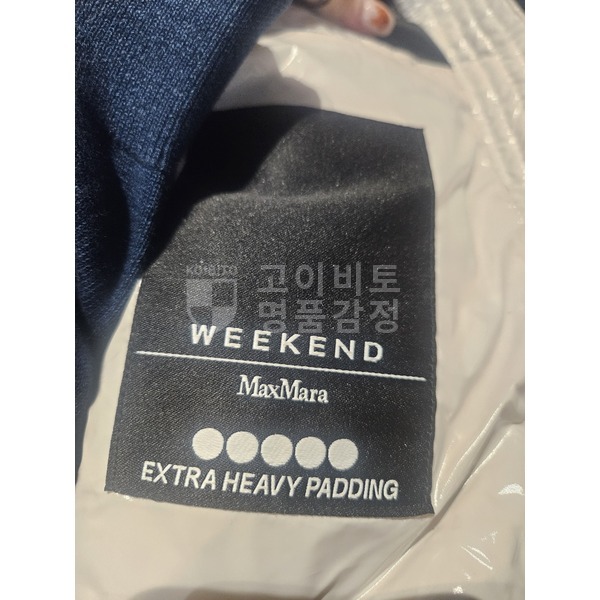 KOIBITO
고이비토
명품감정
WEEKEND
MaxMara
EXTRA HEAVY PADDING